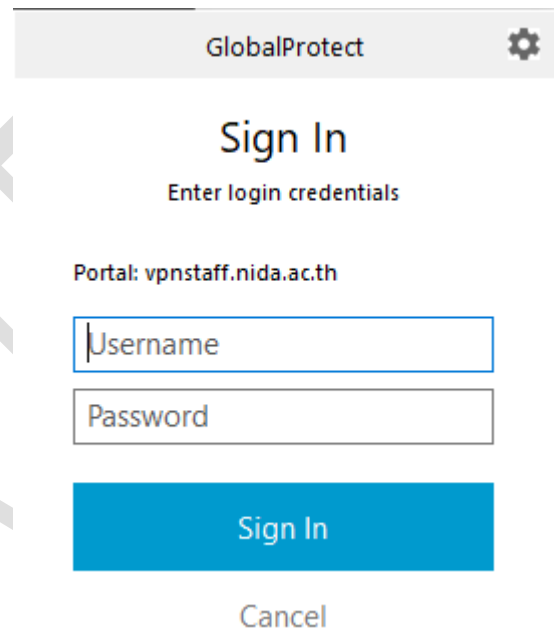 GlobalProtect
Sign In
Enter login credentials
Portal: vpnstaff.nida.ac.th
Username
Password
Sign In
Cancel